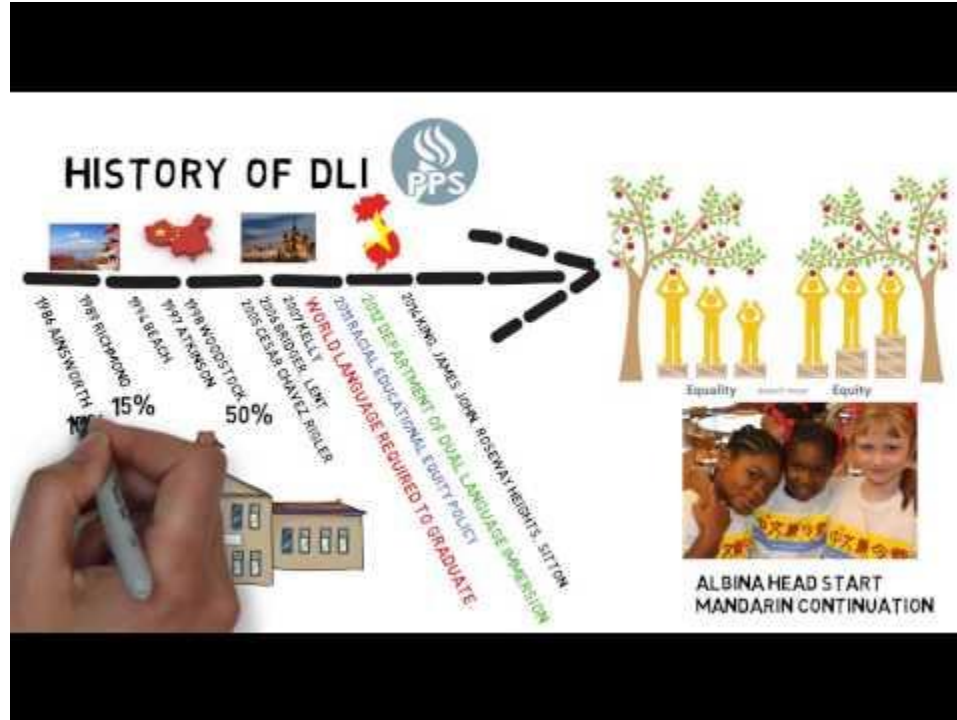 HISTORY OF DLI
PPS
1986 AINSWORTH
1989 RICHMOND
1994 BEACH
1997 ATKINSON
1998 WOODSTOCK
2005 CESAR CHAVEZ, RIGLER
2006 BRIDGER, LENT
2007 KELLY
WORLD LANGUAGE REQUIRED TO GRADUATE
2011 RACIAL EDUCATIONAL EQUITY POLICY
2012 DEPARTMENT OF DUAL LANGUAGE IMMERSION
2014 KING, JAMES JOHN, ROSEWAY HEIGHTS, SITTON
15%
50%
Equality
Equity
ALBINA HEAD START
MANDARIN CONTINUATION